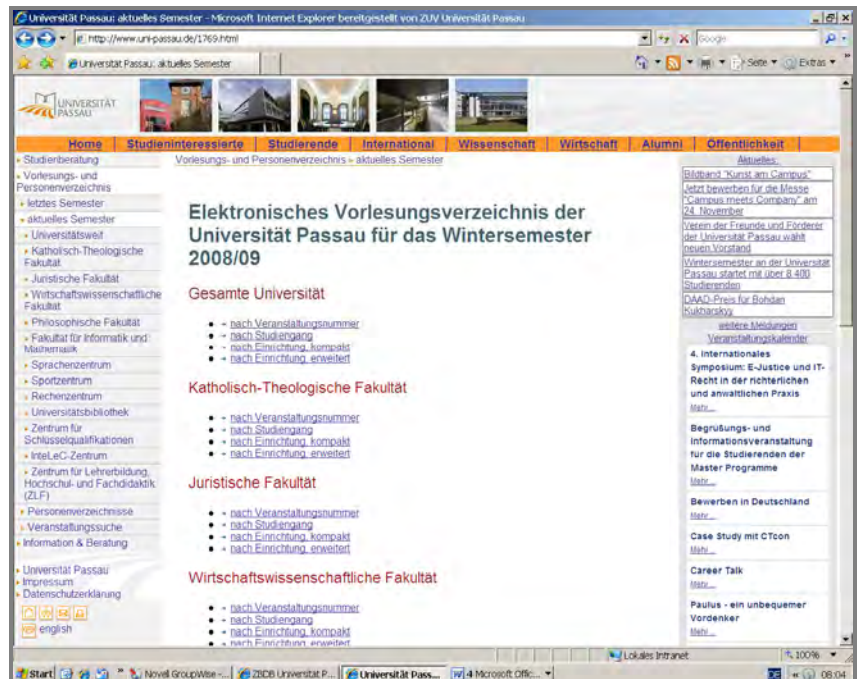 Universität Passau: aktuelles Semester - Microsoft Internet Explorer bereitgestellt von ZUV Universität Passau
http://www.uni-passau.de/1769.html
Google
Universität Passau: aktuelles Semester
Seite
Extras
UNIVERSITÄT
PASSAU
Home
Studieninteressierte
Studierende
International
Wissenschaft
Wirtschaft
Alumni
Öffentlichkeit
Studienberatung
Vorlesungs- und
Personenverzeichnis
letztes Semester
aktuelles Semester
Universitätsweit
Katholisch-Theologische
Fakultät
Juristische Fakultät
Wirtschaftswissenschaftliche
Fakultät
Philosophische Fakultät
Fakultät für Informatik und
Mathematik
Sprachenzentrum
Sportzentrum
Rechenzentrum
Universitätsbibliothek
Zentrum für
Schlüsselqualifikationen
InteLeC-Zentrum
Zentrum für Lehrerbildung,
Hochschul- und Fachdidaktik
(ZLF)
Personenverzeichnisse
Veranstaltungssuche
Information & Beratung
Universität Passau
Impressum
Datenschutzerklärung
english
Vorlesungs- und Personenverzeichnis » aktuelles Semester
Elektronisches Vorlesungsverzeichnis der
Universität Passau für das Wintersemester
2008/09
Gesamte Universität
nach Veranstaltungsnummer
nach Studiengang
nach Einrichtung, kompakt
nach Einrichtung, erweitert
Katholisch-Theologische Fakultät
nach Veranstaltungsnummer
nach Studiengang
nach Einrichtung, kompakt
nach Einrichtung, erweitert
Juristische Fakultät
nach Veranstaltungsnummer
nach Studiengang
nach Einrichtung, kompakt
nach Einrichtung, erweitert
Wirtschaftswissenschaftliche Fakultät
nach Veranstaltungsnummer
nach Studiengang
nach Einrichtung, kompakt
nach Einrichtung, erweitert
Aktuelles:
Bildband "Kunst am Campus"
Jetzt bewerben für die Messe
"Campus meets Company" am
24. November
Verein der Freunde und Förderer
der Universität Passau wählt
neuen Vorstand
Wintersemester an der Universität
Passau startet mit über 8.400
Studierenden
DAAD-Preis für Bohdan
Kukharskyy
weitere Meldungen
Veranstaltungskalender
4. Internationales
Symposium: E-Justice und IT-
Recht in der richterlichen
und anwaltlichen Praxis
Mehr...
Begrüßungs- und
Informationsveranstaltung
für die Studierenden der
Master Programme
Mehr...
Bewerben in Deutschland
Mehr...
Case Study mit CTcon
Mehr...
Career Talk
Mehr...
Paulus - ein unbequemer
Vordenker
Mehr...
Lokales Intranet
100%
Start
Novell GroupWise -...
ZBDB Universität P...
Universität Pass...
4 Microsoft Offic...
DE
08:04